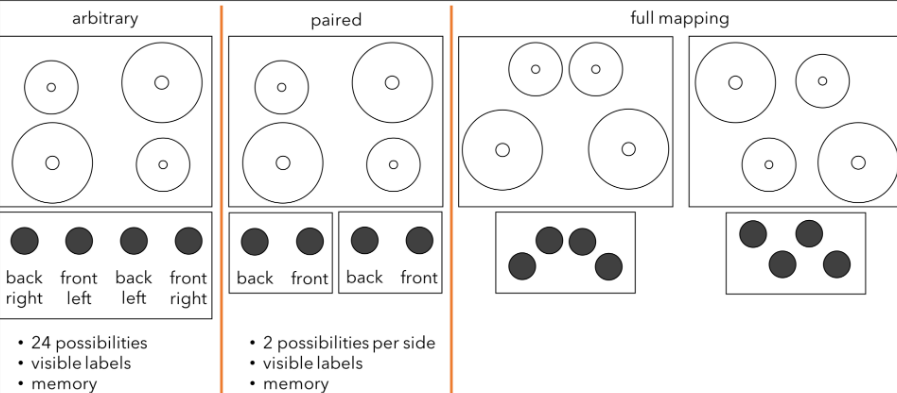 arbitrary
paired
full mapping
back front back front
right left left right
back front
back front
• 24 possibilities
• visible labels
• memory
• 2 possibilities per side
• visible labels
• memory